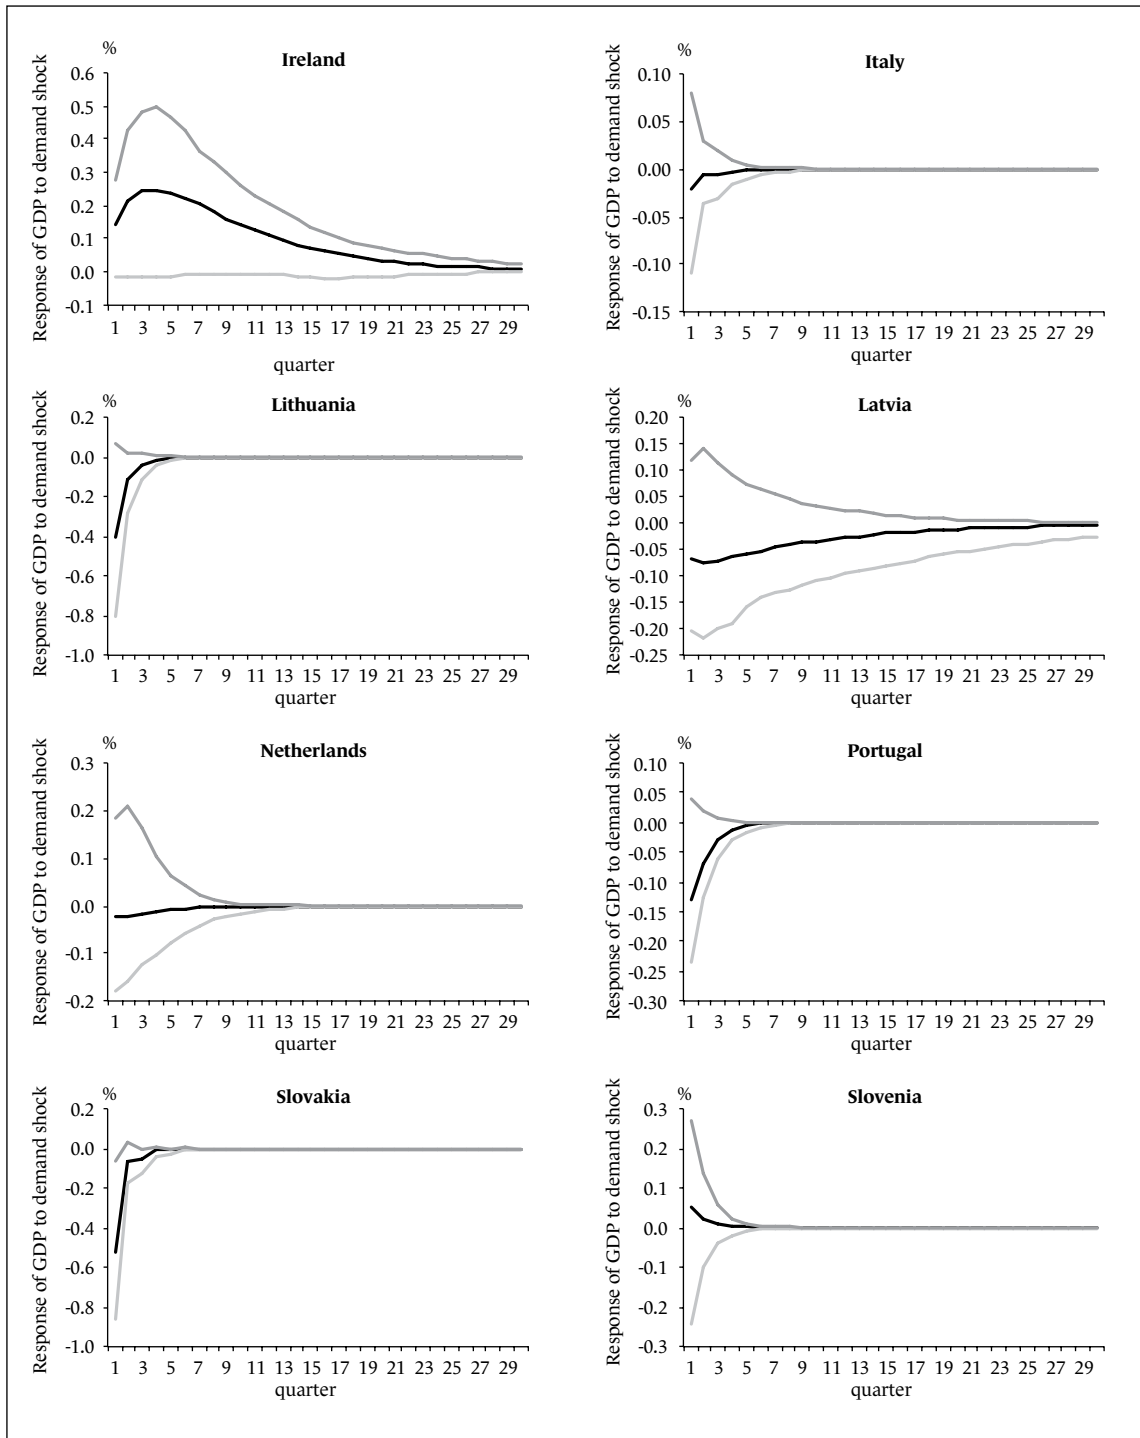 %
Ireland
Response of GDP to demand shock
0.6
0.5
0.4
0.3
0.2
0.1
0.0
-0.1
1 3 5 7 9 11 13 15 17 19 21 23 25 27 29
quarter
%
Italy
Response of GDP to demand shock
0.10
0.05
0.00
-0.05
-0.10
-0.15
1 3 5 7 9 11 13 15 17 19 21 23 25 27 29
quarter
%
Lithuania
Response of GDP to demand shock
0.2
0.0
-0.2
-0.4
-0.6
-0.8
-1.0
1 3 5 7 9 11 13 15 17 19 21 23 25 27 29
quarter
%
Latvia
Response of GDP to demand shock
0.20
0.15
0.10
0.05
0.00
-0.05
-0.10
-0.15
-0.20
-0.25
1 3 5 7 9 11 13 15 17 19 21 23 25 27 29
quarter
%
Netherlands
Response of GDP to demand shock
0.3
0.2
0.1
0.0
-0.1
-0.2
1 3 5 7 9 11 13 15 17 19 21 23 25 27 29
quarter
%
Portugal
Response of GDP to demand shock
0.10
0.05
0.00
-0.05
-0.10
-0.15
-0.20
-0.25
-0.30
1 3 5 7 9 11 13 15 17 19 21 23 25 27 29
quarter
%
Slovakia
Response of GDP to demand shock
0.2
0.0
-0.2
-0.4
-0.6
-0.8
-1.0
1 3 5 7 9 11 13 15 17 19 21 23 25 27 29
quarter
%
Slovenia
Response of GDP to demand shock
0.3
0.2
0.1
0.0
-0.1
-0.2
-0.3
1 3 5 7 9 11 13 15 17 19 21 23 25 27 29
quarter